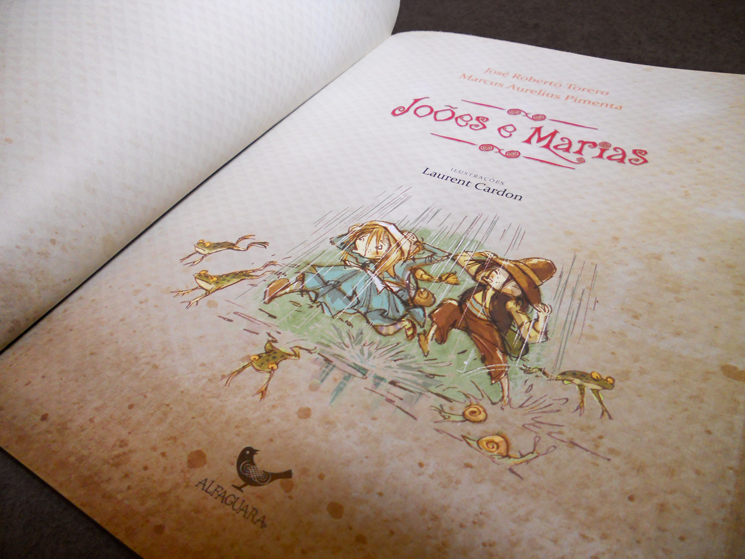 José Roberto Torero
Marcus Aurelius Pimenta
Joões e Marias
ILUSTRAÇÕES
Laurent Cardon
ALFAGUARA